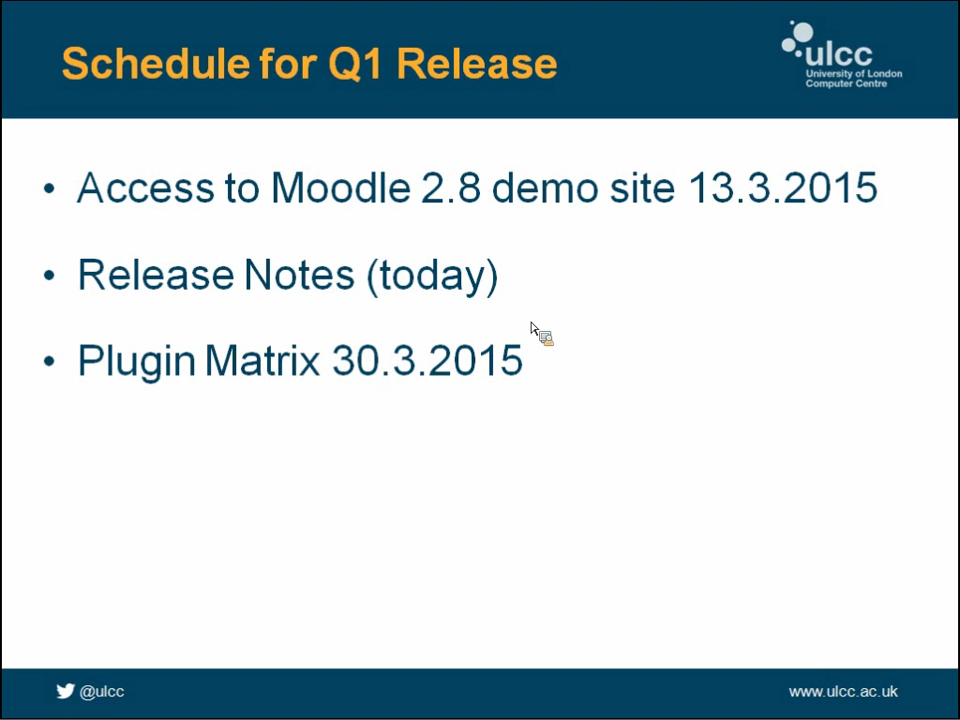 Schedule for Q1 Release
ulcc
University of London
Computer Centre
• Access to Moodle 2.8 demo site 13.3.2015
• Release Notes (today)
• Plugin Matrix 30.3.2015
@ulcc
www.ulcc.ac.uk